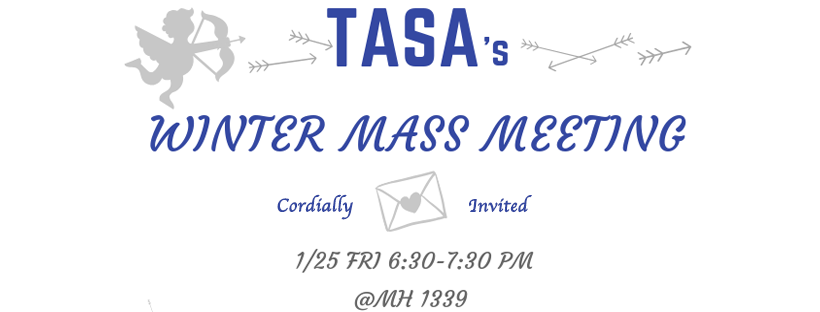 TASA's
WINTER MASS MEETING
Cordially Invited
1/25 FRI 6:30-7:30 PM
@MH 1339